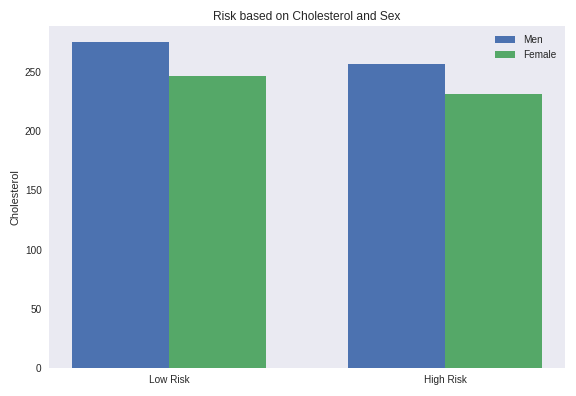 Risk based on Cholesterol and Sex
Men
Female
Cholesterol
250
200
150
100
50
0
Low Risk
High Risk